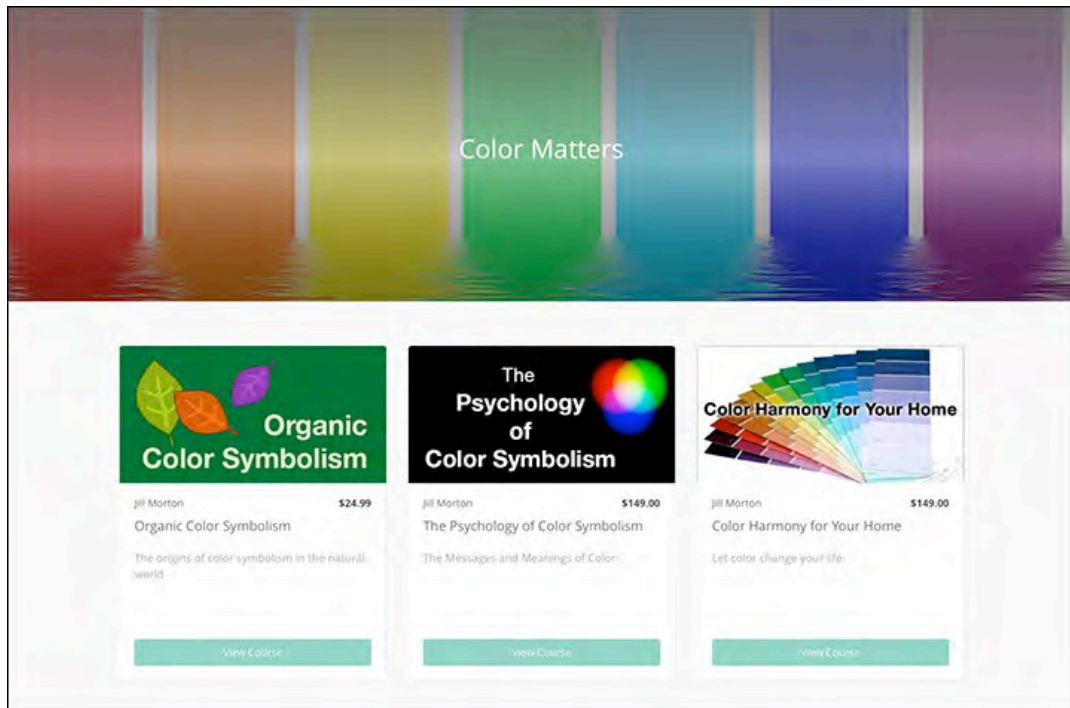 Color Matters
Organic
Color Symbolism
The
Psychology
of
Color Symbolism
Color Harmony for Your Home
Jill Morton $24.99
Organic Color Symbolism
The origins of color symbolism in the natural
world
Jill Morton $149.00
The Psychology of Color Symbolism
The Messages and Meanings of Color
Jill Morton $149.00
Color Harmony for Your Home
Let color change your life
View Course
View Course
View Course